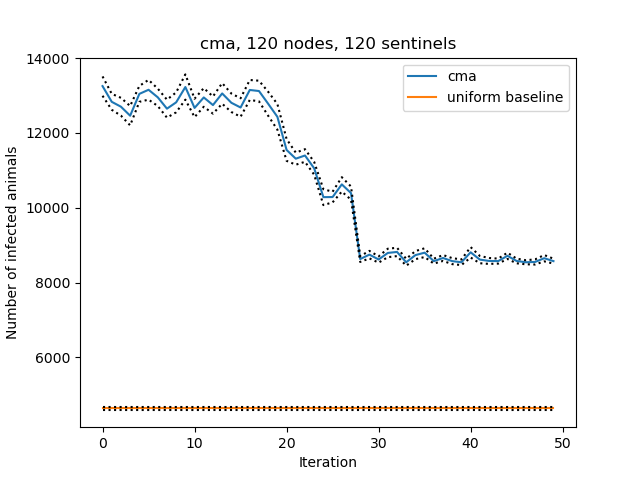 cma, 120 nodes, 120 sentinels
14000
12000
10000
8000
6000
Number of infected animals
cma
uniform baseline
0 10 20 30 40 50
Iteration